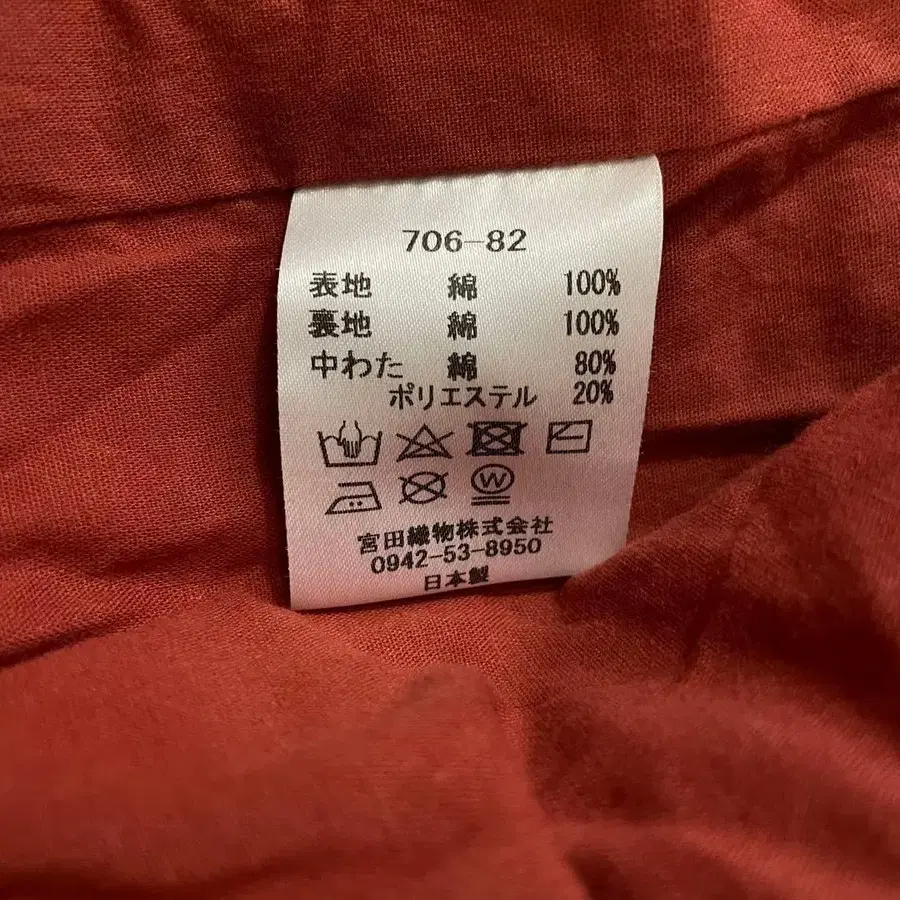 706-82
表地 綿 100%
裏地 綿 100%
中わた 綿 80%
ポリエステル 20%
W
宮田織物株式会社
0942-53-8950
日本製